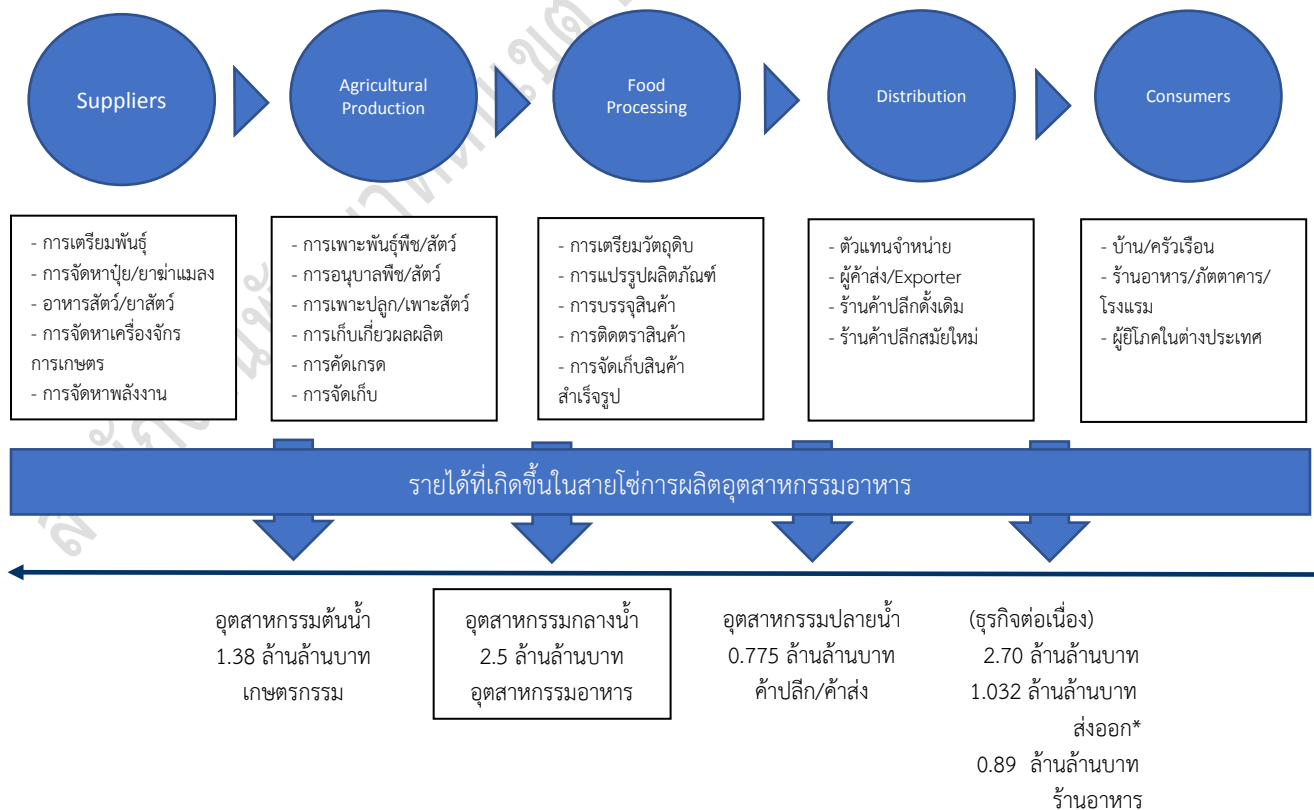 Suppliers
Agricultural
Production
Food
Processing
Distribution
Consumers
- การเตรียมพันธุ์
- การจัดหาปุ๋ย/ยาฆ่าแมลง
- อาหารสัตว์/ยาสัตว์
- การจัดหาเครื่องจักร
การเกษตร
- การจัดหาพลังงาน
- การเพาะพันธุ์พืช/สัตว์
- การอนุบาลพืช/สัตว์
- การเพาะปลูก/เพาะสัตว์
- การเก็บเกี่ยวผลผลิต
- การคัดเกรด
- การจัดเก็บ
- การเตรียมวัตถุดิบ
- การแปรรูปผลิตภัณฑ์
- การบรรจุสินค้า
- การติดตราสินค้า
- การจัดเก็บสินค้า
สำเร็จรูป
- ตัวแทนจำหน่าย
- ผู้ค้าส่ง/Exporter
- ร้านค้าปลีกดั้งเดิม
- ร้านค้าปลีกสมัยใหม่
- บ้าน/ครัวเรือน
- ร้านอาหาร/ภัตตาคาร/
โรงแรม
- ผู้ยิโภคในต่างประเทศ
รายได้ที่เกิดขึ้นในสายโซ่การผลิตอุตสาหกรรมอาหาร
อุตสาหกรรมต้นน้ำ
1.38 ล้านล้านบาท
เกษตรกรรม
อุตสาหกรรมกลางน้ำ
2.5 ล้านล้านบาท
อุตสาหกรรมอาหาร
อุตสาหกรรมปลายน้ำ
0.775 ล้านล้านบาท
ค้าปลีก/ค้าส่ง
(ธุรกิจต่อเนื่อง)
2.70 ล้านล้านบาท
1.032 ล้านล้านบาท
ส่งออก*
0.89 ล้านล้านบาท
ร้านอาหาร